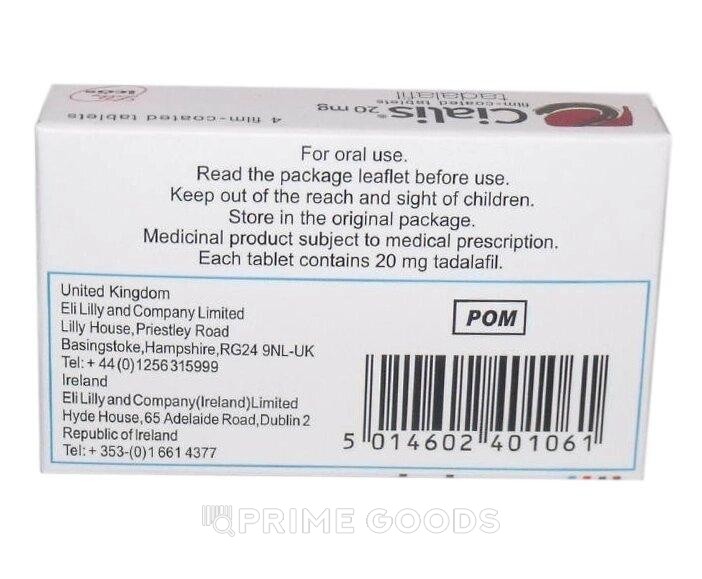 4 film-coated tablets
Lilly icos
Cialis® 20 mg
tadalafil
film-coated tablets
For oral use.
Read the package leaflet before use.
Keep out of the reach and sight of children.
Store in the original package.
Medicinal product subject to medical prescription.
Each tablet contains 20 mg tadalafil.
United Kingdom
Eli Lilly and Company Limited
Lilly House,Priestley Road
Basingstoke,Hampshire,RG24 9NL-UK
Tel:+ 44(0)1256315999
Ireland
Eli Lilly and Company(Ireland)Limited
Hyde House,65 Adelaide Road,Dublin 2
Republic of Ireland
Tel:+ 353-(0)1 661 4377
POM
5 014602 401061
PRIME GOODS